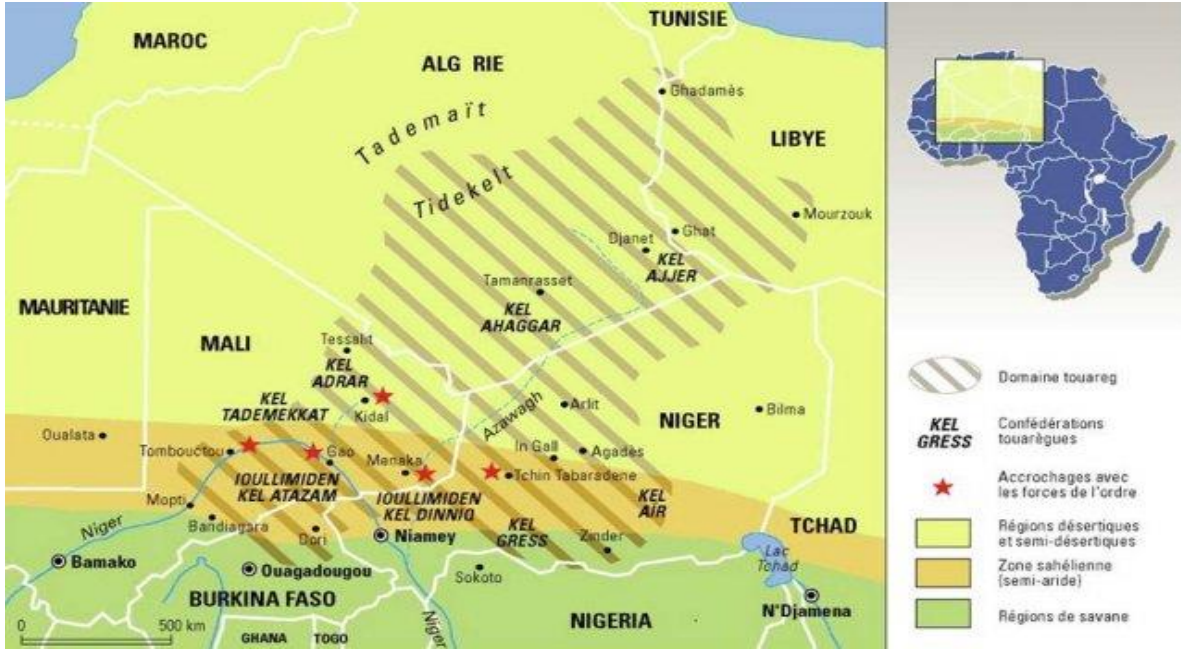 TUNISIE
MAROC
ALG RIE
Ghadamès
Tademaït
LIBYE
Tidekelt
Mourzouk
Ghat
Djanet
KEL
AJJER
Tamanrasset
KEL
AHAGGAR
MAURITANIE
MALI
Tessalit
KEL
ADRAR
Kidal
KEL
TADEMEKKAT
Azawagh
Arlit
NIGER
Bilma
Oualata
Tombouctou
Gao
Menaka
In Gall
Agadès
Tchin Tabaradene
IOULLIMIDEN
KEL ATAZAM
IOULLIMIDEN
KEL DINNIQ
KEL
AÏR
Mopti
Niger
Bandiagara
Dori
Niamey
KEL
GRESS
Zinder
TCHAD
Lac
Tchad
Bamako
Ouagadougou
Sokoto
BURKINA FASO
Niger
NIGERIA
N'Djamena
0 500 km
GHANA
TOGO
Domaine touareg
KEL
GRESS
Confédérations
touarègues
Accrochages avec
les forces de l'ordre
Régions désertiques
et semi-désertiques
Zone sahélienne
(semi-aride)
Régions de savane